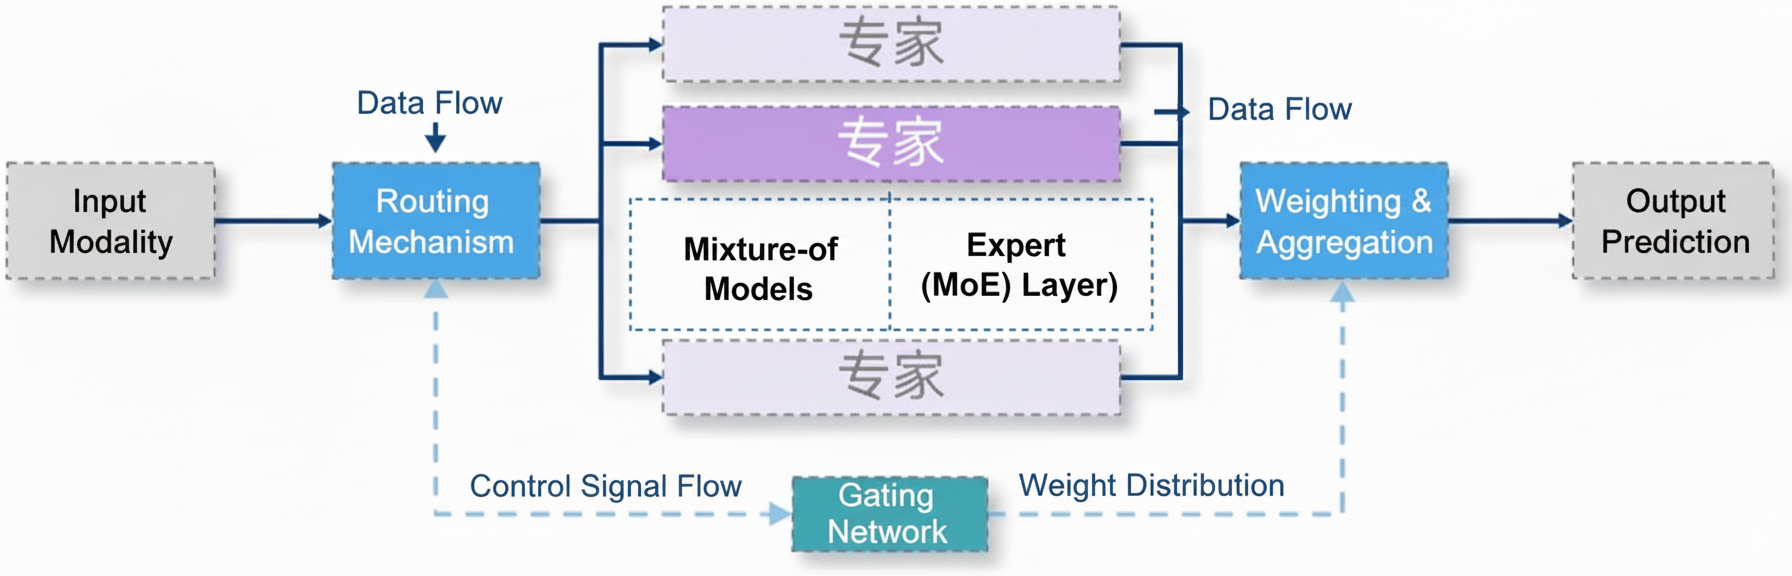 专家
Data Flow
专家
Data Flow
Input
Modality
Routing
Mechanism
Mixture-of
Models
Expert
(MoE) Layer)
Weighting &
Aggregation
Output
Prediction
专家
Control Signal Flow
Gating
Network
Weight Distribution